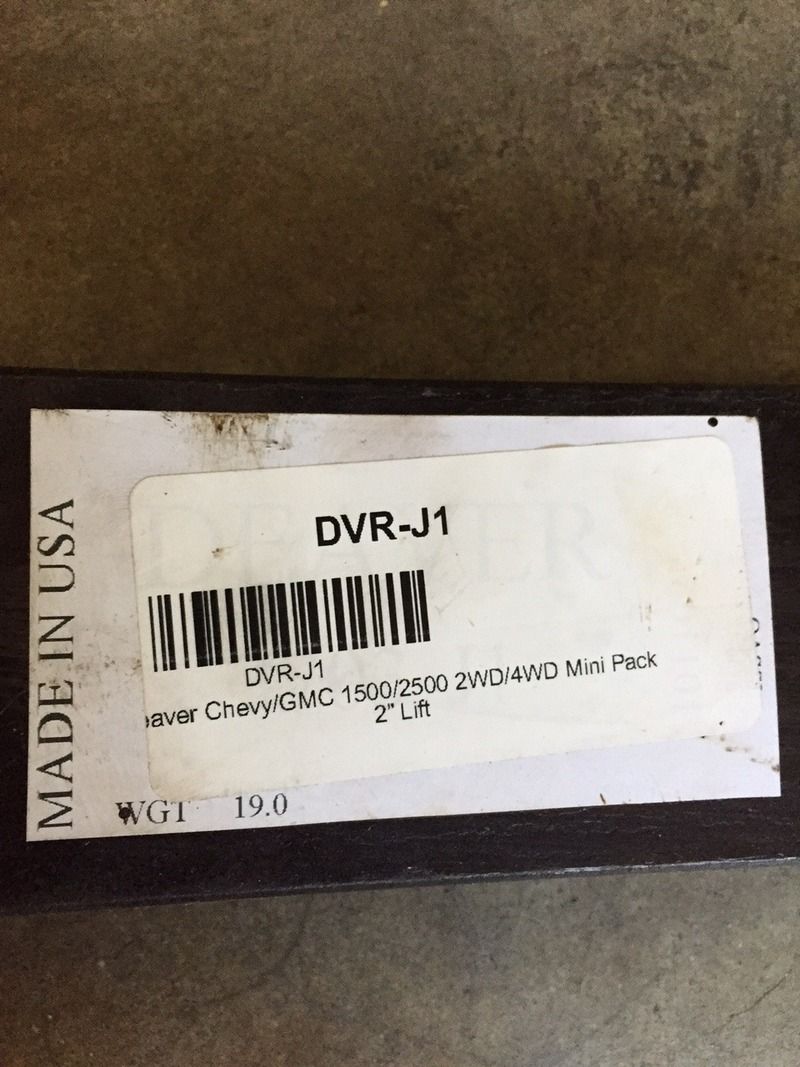 DVR-J1
DVR-J1
eaver Chevy/GMC 1500/2500 2WD/4WD Mini Pack
2" Lift
MADE IN USA
WGT 19.0
DEAVER